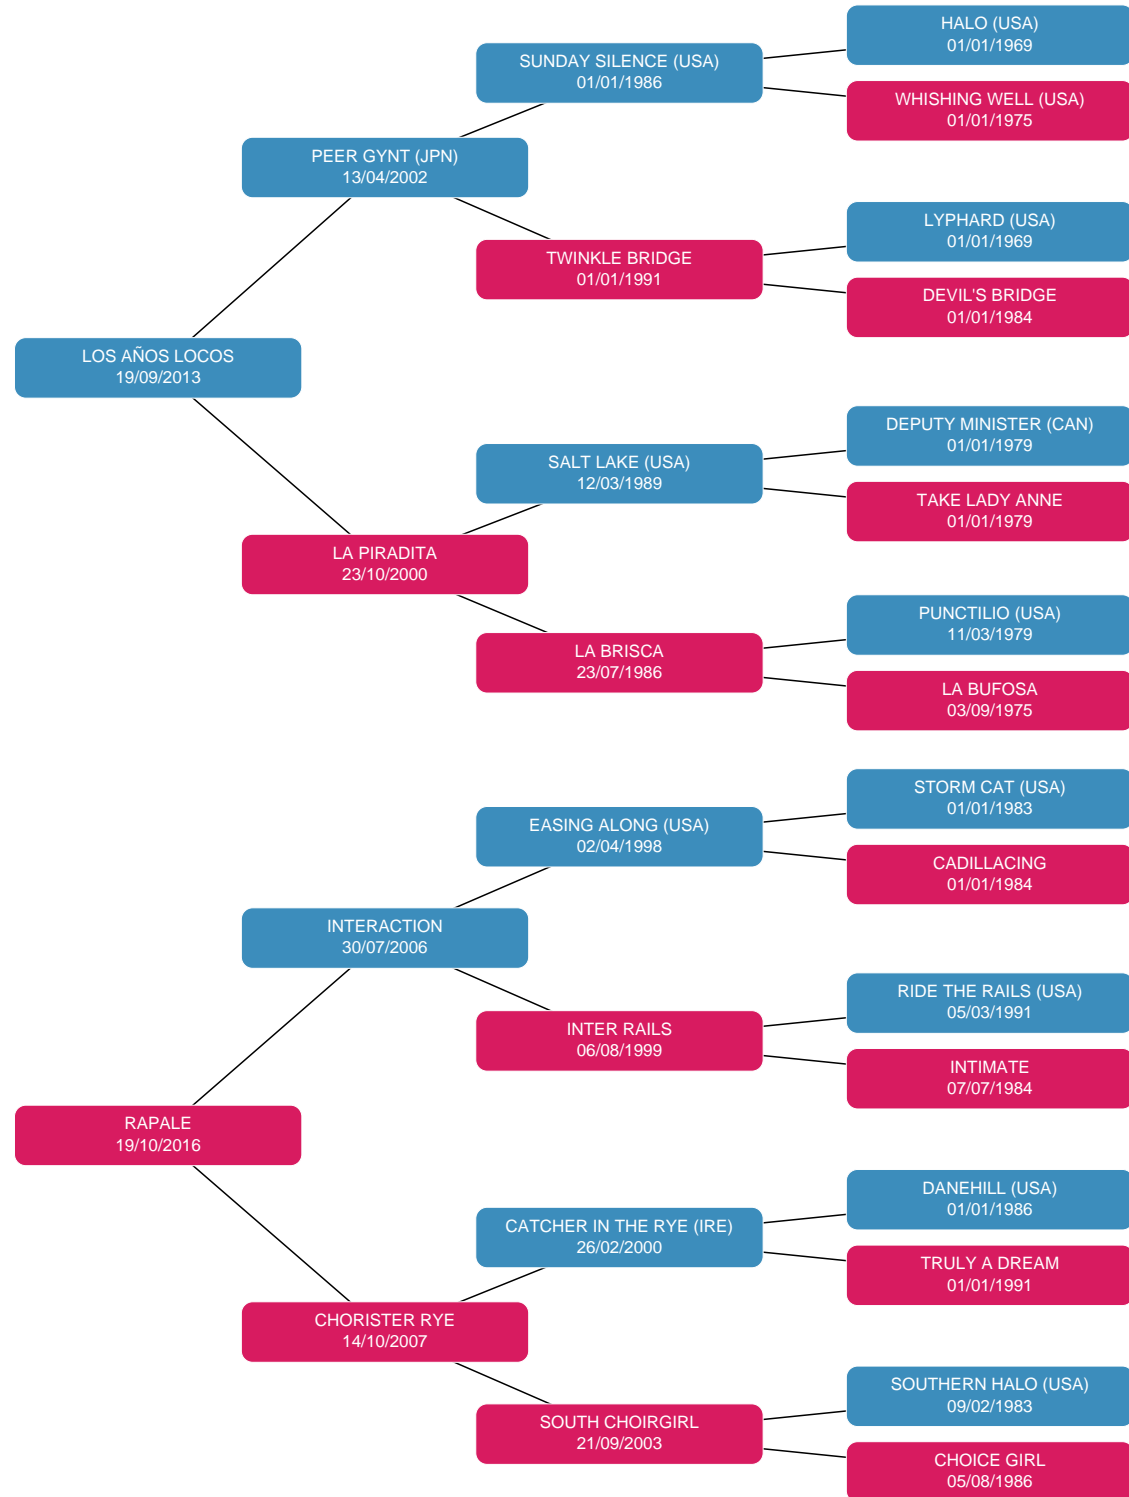 HALO (USA)
01/01/1969
SUNDAY SILENCE (USA)
01/01/1986
WHISHING WELL (USA)
01/01/1975
PEER GYNT (JPN)
13/04/2002
LYPHARD (USA)
01/01/1969
TWINKLE BRIDGE
01/01/1991
DEVIL'S BRIDGE
01/01/1984
LOS AÑOS LOCOS
19/09/2013
DEPUTY MINISTER (CAN)
01/01/1979
SALT LAKE (USA)
12/03/1989
TAKE LADY ANNE
01/01/1979
LA PIRADITA
23/10/2000
PUNCTILIO (USA)
11/03/1979
LA BRISCA
23/07/1986
LA BUFOSA
03/09/1975
STORM CAT (USA)
01/01/1983
EASING ALONG (USA)
02/04/1998
CADILLACING
01/01/1984
INTERACTION
30/07/2006
RIDE THE RAILS (USA)
05/03/1991
INTER RAILS
06/08/1999
INTIMATE
07/07/1984
RAPALE
19/10/2016
DANEHILL (USA)
01/01/1986
CATCHER IN THE RYE (IRE)
26/02/2000
TRULY A DREAM
01/01/1991
CHORISTER RYE
14/10/2007
SOUTHERN HALO (USA)
09/02/1983
SOUTH CHOIRGIRL
21/09/2003
CHOICE GIRL
05/08/1986